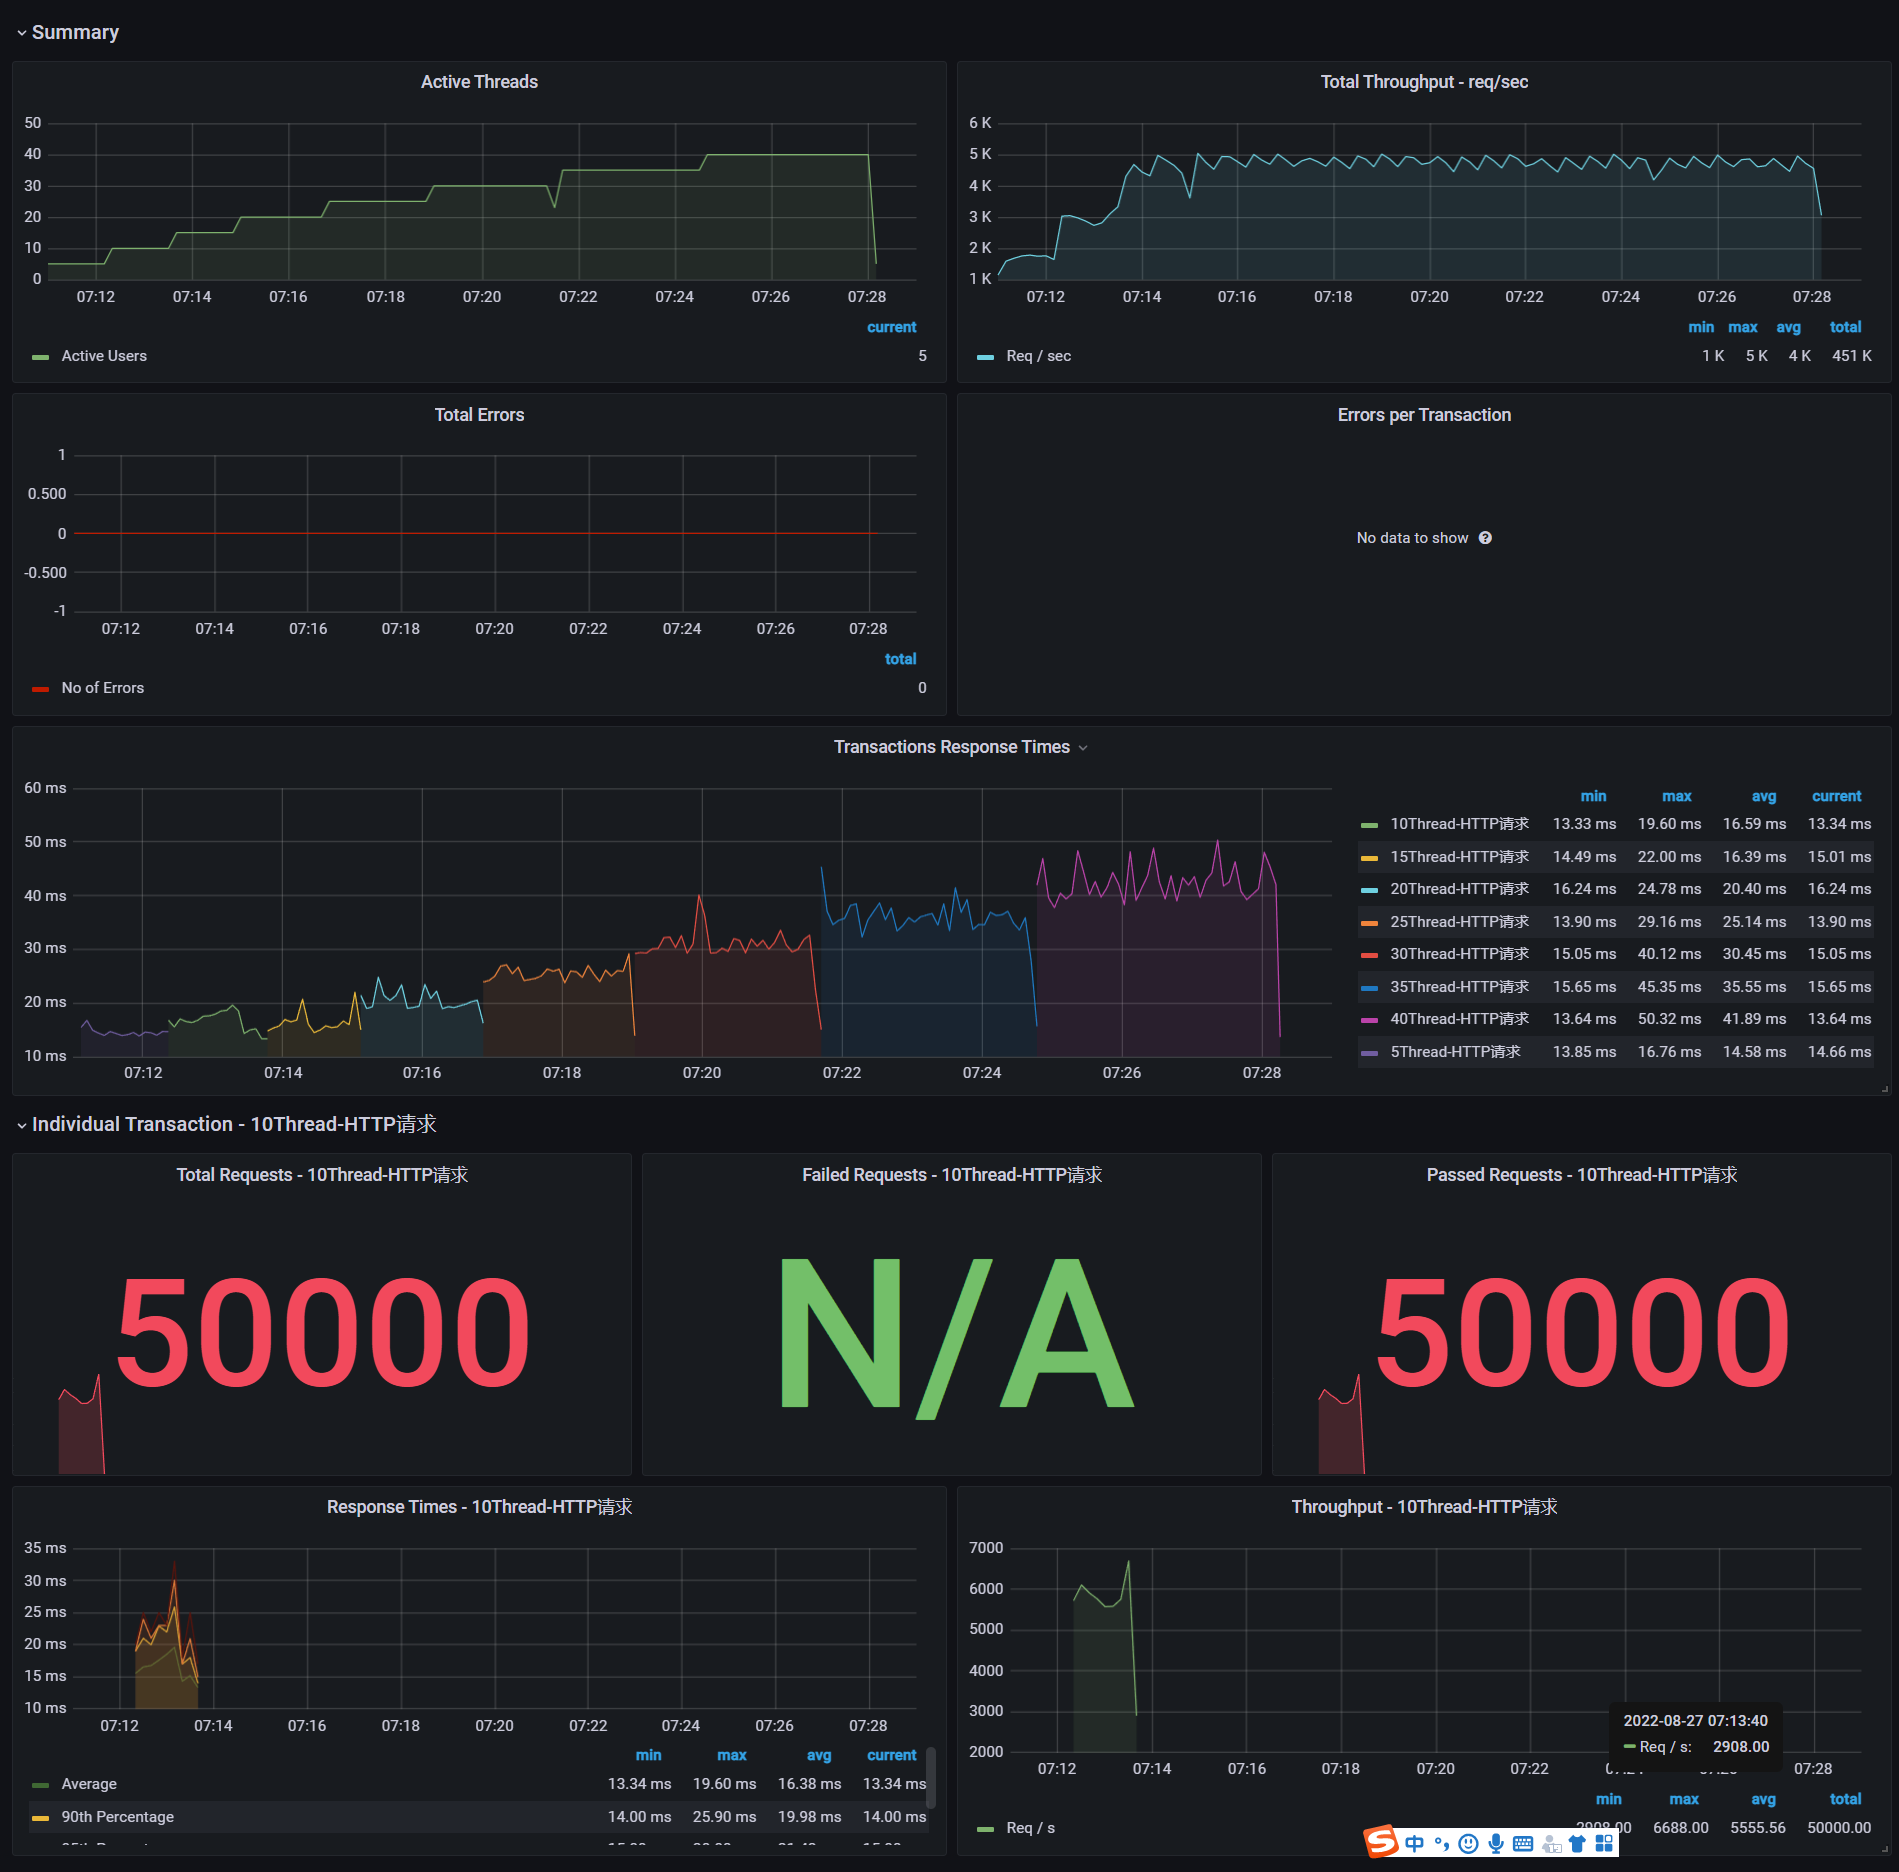 Summary
Active Threads
50
40
30
20
10
0
07:12 07:14 07:16 07:18 07:20 07:22 07:24 07:26 07:28
current
Active Users 5
Total Throughput - req/sec
6 K
5 K
4 K
3 K
2 K
1 K
07:12 07:14 07:16 07:18 07:20 07:22 07:24 07:26 07:28
min max avg total
Req / sec 1 K 5 K 4 K 451 K
Total Errors
1
0.500
0
-0.500
-1
07:12 07:14 07:16 07:18 07:20 07:22 07:24 07:26 07:28
total
No of Errors 0
Errors per Transaction
No data to show
Transactions Response Times
60 ms
50 ms
40 ms
30 ms
20 ms
10 ms
07:12 07:14 07:16 07:18 07:20 07:22 07:24 07:26 07:28
min max avg current
10Thread-HTTP请求 13.33 ms 19.60 ms 16.59 ms 13.34 ms
15Thread-HTTP请求 14.49 ms 22.00 ms 16.39 ms 15.01 ms
20Thread-HTTP请求 16.24 ms 24.78 ms 20.40 ms 16.24 ms
25Thread-HTTP请求 13.90 ms 29.16 ms 25.14 ms 13.90 ms
30Thread-HTTP请求 15.05 ms 40.12 ms 30.45 ms 15.05 ms
35Thread-HTTP请求 15.65 ms 45.35 ms 35.55 ms 15.65 ms
40Thread-HTTP请求 13.64 ms 50.32 ms 41.89 ms 13.64 ms
5Thread-HTTP请求 13.85 ms 16.76 ms 14.58 ms 14.66 ms
Individual Transaction - 10Thread-HTTP请求
Total Requests - 10Thread-HTTP请求
50000
Failed Requests - 10Thread-HTTP请求
N/A
Passed Requests - 10Thread-HTTP请求
50000
Response Times - 10Thread-HTTP请求
35 ms
30 ms
25 ms
20 ms
15 ms
10 ms
07:12 07:14 07:16 07:18 07:20 07:22 07:24 07:26 07:28
min max avg current
Average 13.34 ms 19.60 ms 16.38 ms 13.34 ms
90th Percentage 14.00 ms 25.90 ms 19.98 ms 14.00 ms
Throughput - 10Thread-HTTP请求
7000
6000
5000
4000
3000
2000
2022-08-27 07:13:40
Req / s: 2908.00
07:12 07:14 07:16 07:18 07:20 07:22 07:28
min max avg total
Req / s 6688.00 5555.56 50000.00
中